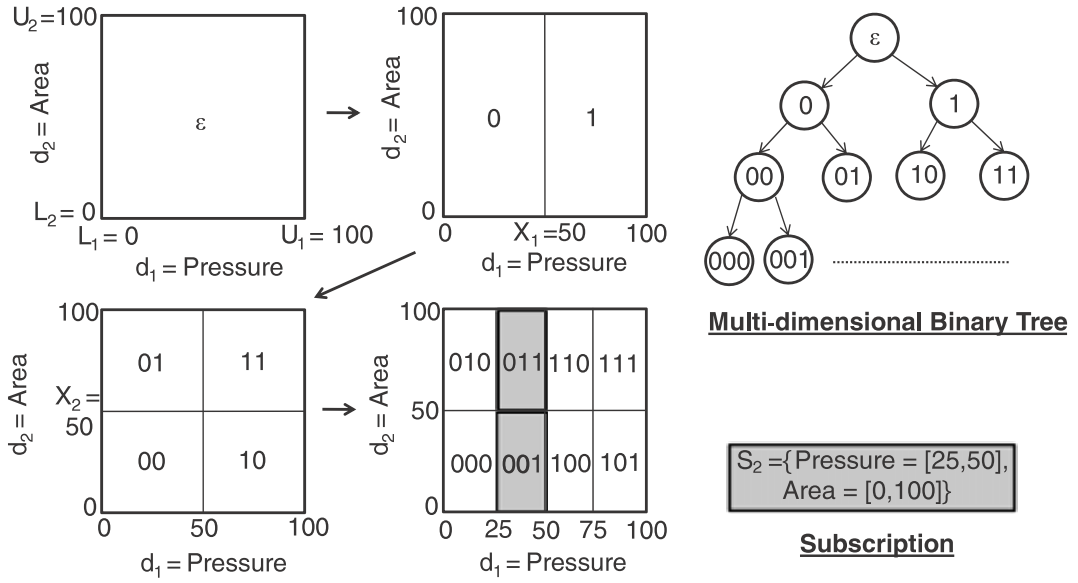 U₂=100
d₂ = Area
ε
L₂= 0
L₁= 0
U₁= 100
d₁ = Pressure
100
d₂ = Area
0
1
0
0
X₁=50
100
d₁ = Pressure
ε
0
1
00
01
10
11
000
001
Multi-dimensional Binary Tree
100
d₂ = Area
01
11
X₂ =
50
00
10
0
0
50
100
d₁ = Pressure
100
d₂ = Area
010
011
110
111
50
000
001
100
101
0
0
25
50
75
100
d₁ = Pressure
S₂ ={Pressure = [25,50],
Area = [0,100]}
Subscription